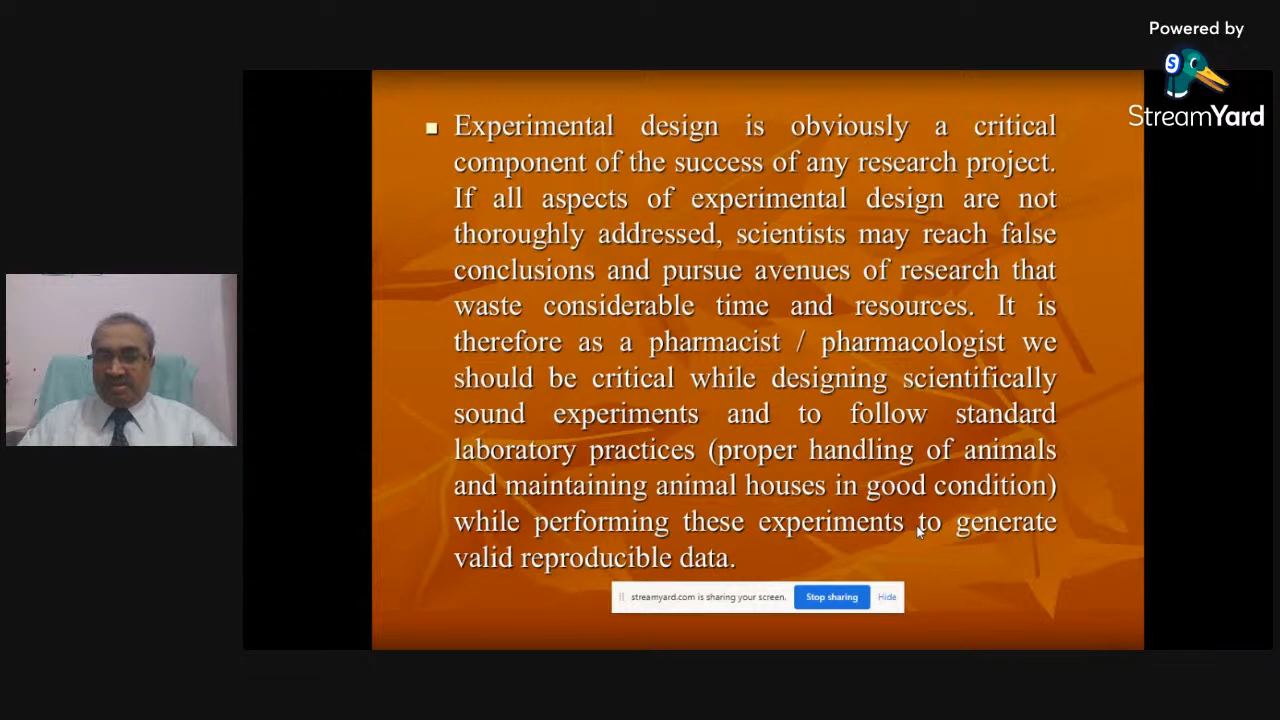 Powered by
StreamYard
Experimental design is obviously a critical
component of the success of any research project.
If all aspects of experimental design are not
thoroughly addressed, scientists may reach false
conclusions and pursue avenues of research that
waste considerable time and resources. It is
therefore as a pharmacist / pharmacologist we
should be critical while designing scientifically
sound experiments and to follow standard
laboratory practices (proper handling of animals
and maintaining animal houses in good condition)
while performing these experiments to generate
valid reproducible data.
streamyard.com is sharing your screen. Stop sharing Hide